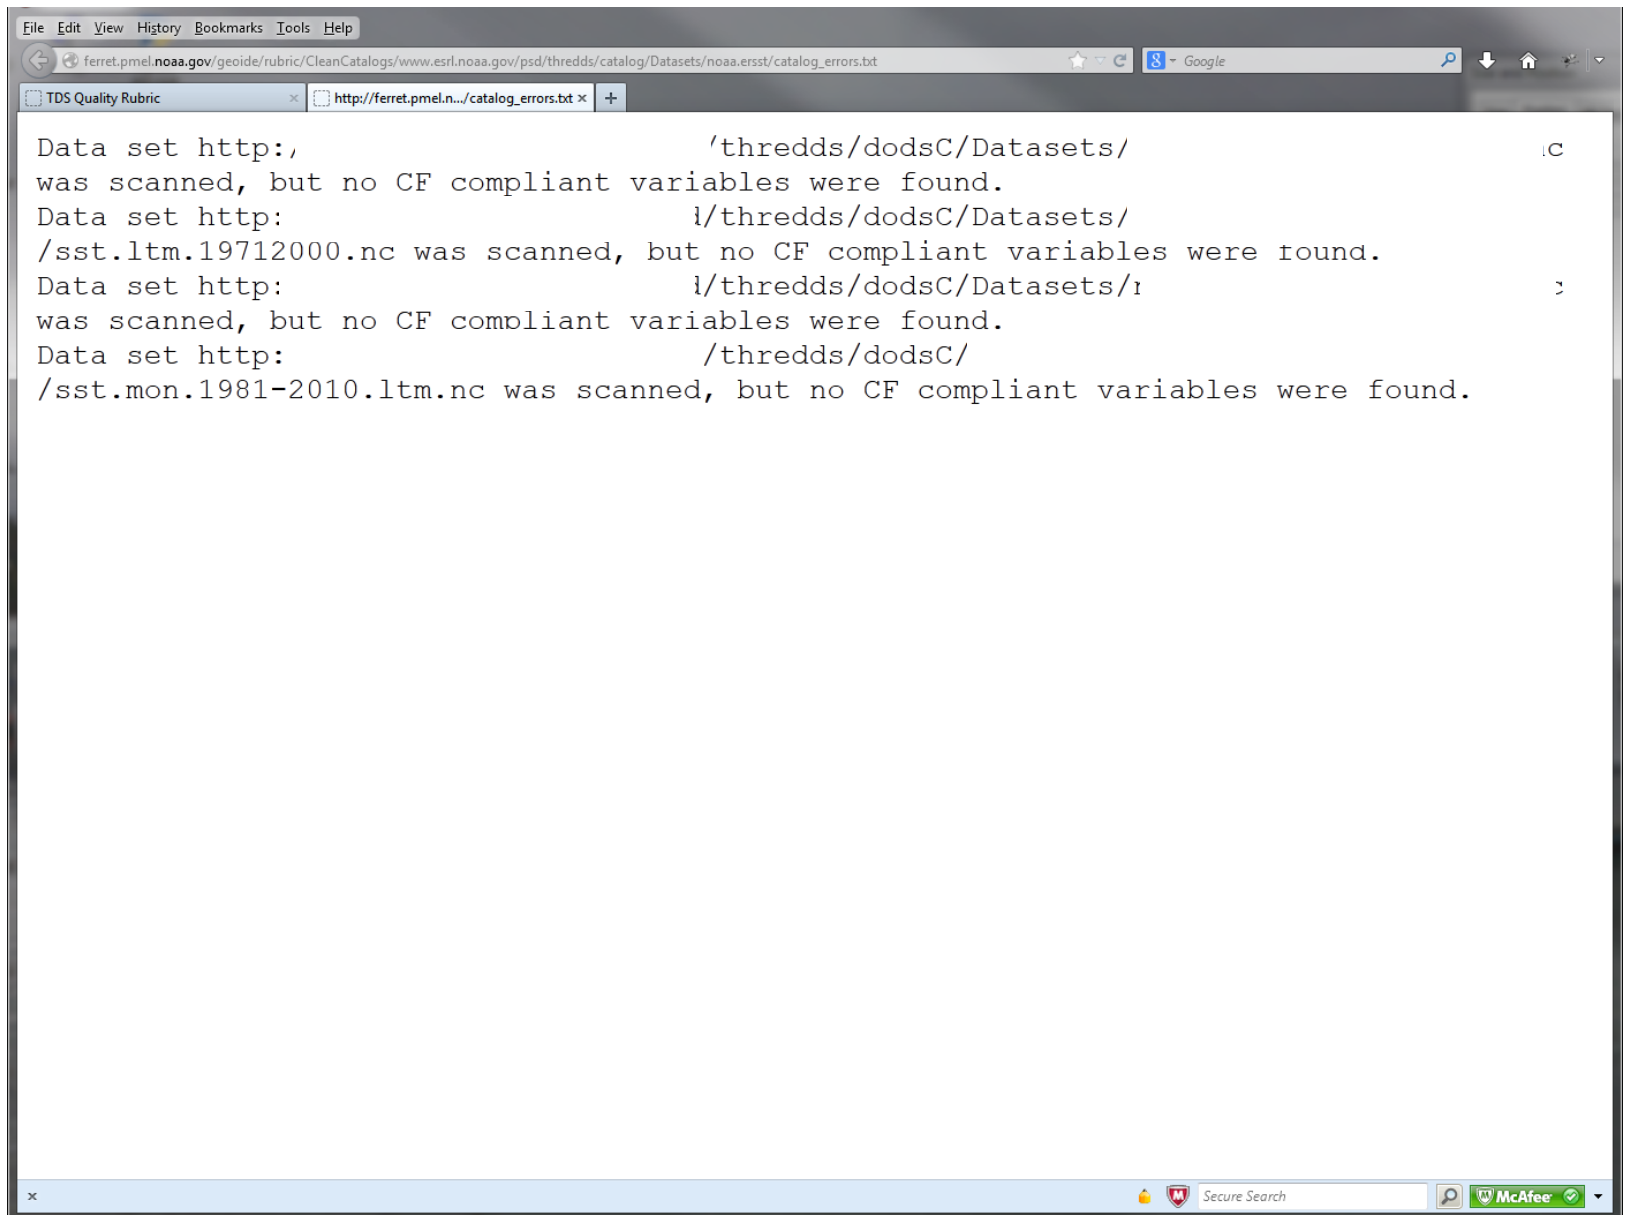 File Edit View History Bookmarks Tools Help
ferret.pmel.noaa.gov/geoide/rubric/CleanCatalogs/www.esrl.noaa.gov/psd/thredds/catalog/Datasets/noaa.ersst/catalog_errors.txt
8 Google
TDS Quality Rubric
http://ferret.pmel.n.../catalog_errors.txt
Data set http:/ /thredds/dodsC/Datasets/ c
was scanned, but no CF compliant variables were found.
Data set http: /thredds/dodsC/Datasets/
/sst.ltm.19712000.nc was scanned, but no CF compliant variables were found.
Data set http: /thredds/dodsC/Datasets/
was scanned, but no CF compliant variables were found.
Data set http: /thredds/dodsC/
/sst.mon.1981-2010.ltm.nc was scanned, but no CF compliant variables were found.
Secure Search
McAfee